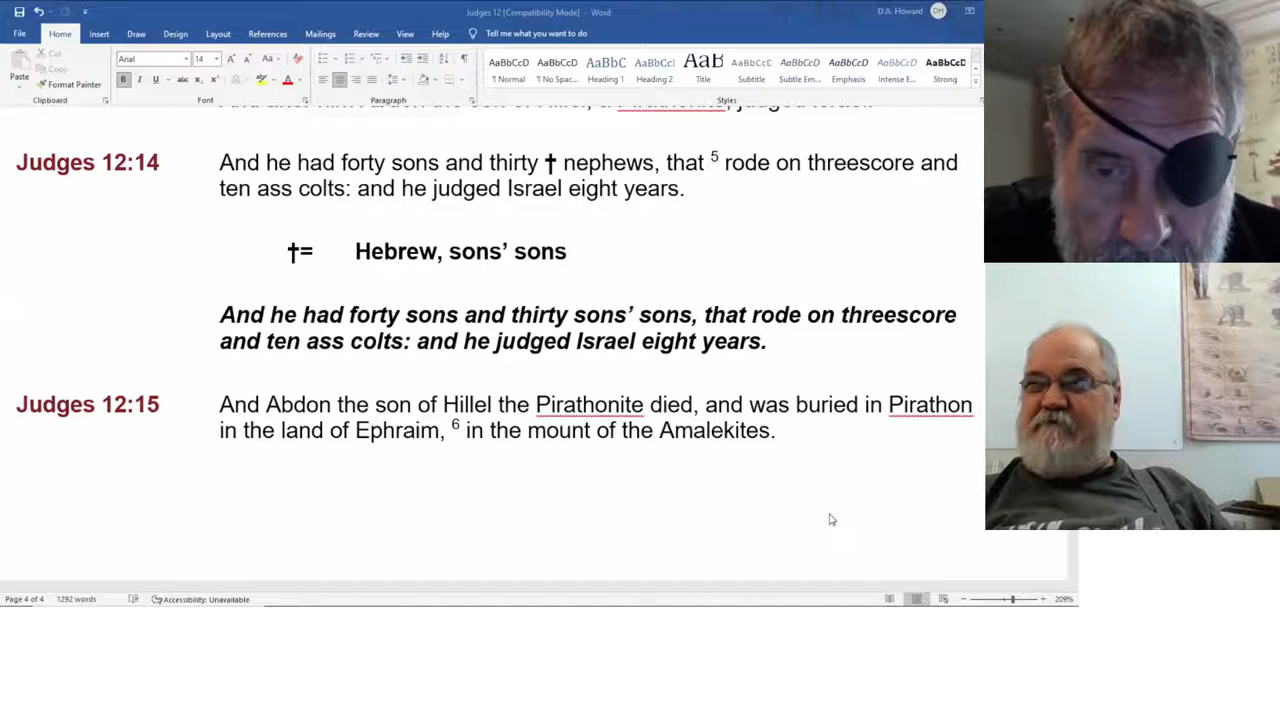 Judges 12 [Compatibility Mode] - Word
D.A. Howard
DH
File Home Insert Draw Design Layout References Mailings Review View Help Tell me what you want to do
Paste
Cut
Copy
Format Painter
Clipboard
Arial
14
Font
Paragraph
AaBbCcD AaBbCcD AaBbC AaBbCcI AaB AaBbCcD AaBbCcD AaBbCcD AaBbCcD AaBbCcD
¶ Normal ¶ No Spac... Heading 1 Heading 2 Title Subtitle Subtle Em... Emphasis Intense E... Strong
Styles
Judges 12:14 And he had forty sons and thirty † nephews, that 5 rode on threescore and
ten ass colts: and he judged Israel eight years.
†= Hebrew, sons’ sons
And he had forty sons and thirty sons’ sons, that rode on threescore
and ten ass colts: and he judged Israel eight years.
Judges 12:15 And Abdon the son of Hillel the Pirathonite died, and was buried in Pirathon
in the land of Ephraim, 6 in the mount of the Amalekites.
Page 4 of 4 1292 words Accessibility: Unavailable 209%